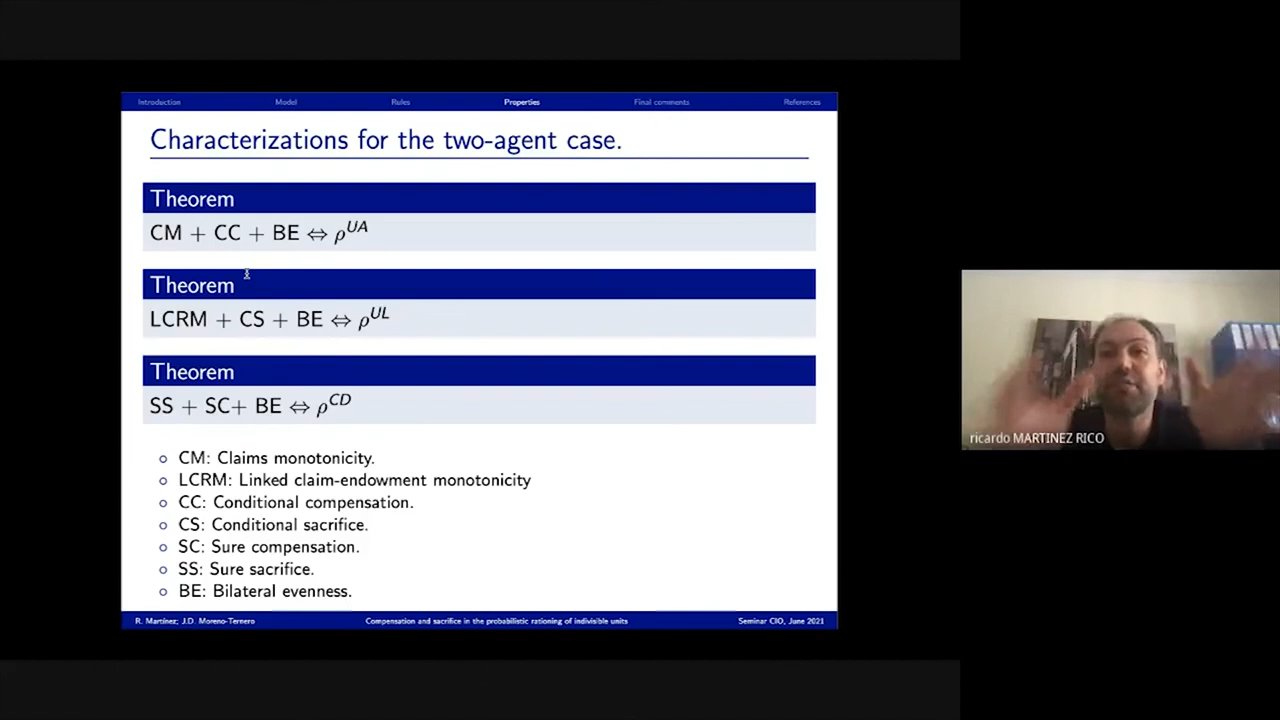 Introduction Model Rules Properties Final comments References
Characterizations for the two-agent case.
Theorem
CM + CC + BE ⇔ ρ^UA
Theorem
LCRM + CS + BE ⇔ ρ^UL
Theorem
SS + SC+ BE ⇔ ρ^CD
CM: Claims monotonicity.
LCRM: Linked claim-endowment monotonicity
CC: Conditional compensation.
CS: Conditional sacrifice.
SC: Sure compensation.
SS: Sure sacrifice.
BE: Bilateral evenness.
R. Martínez; J.D. Moreno-Ternero Compensation and sacrifice in the probabilistic rationing of indivisible units Seminar CIO, June 2021
ricardo MARTINEZ RICO